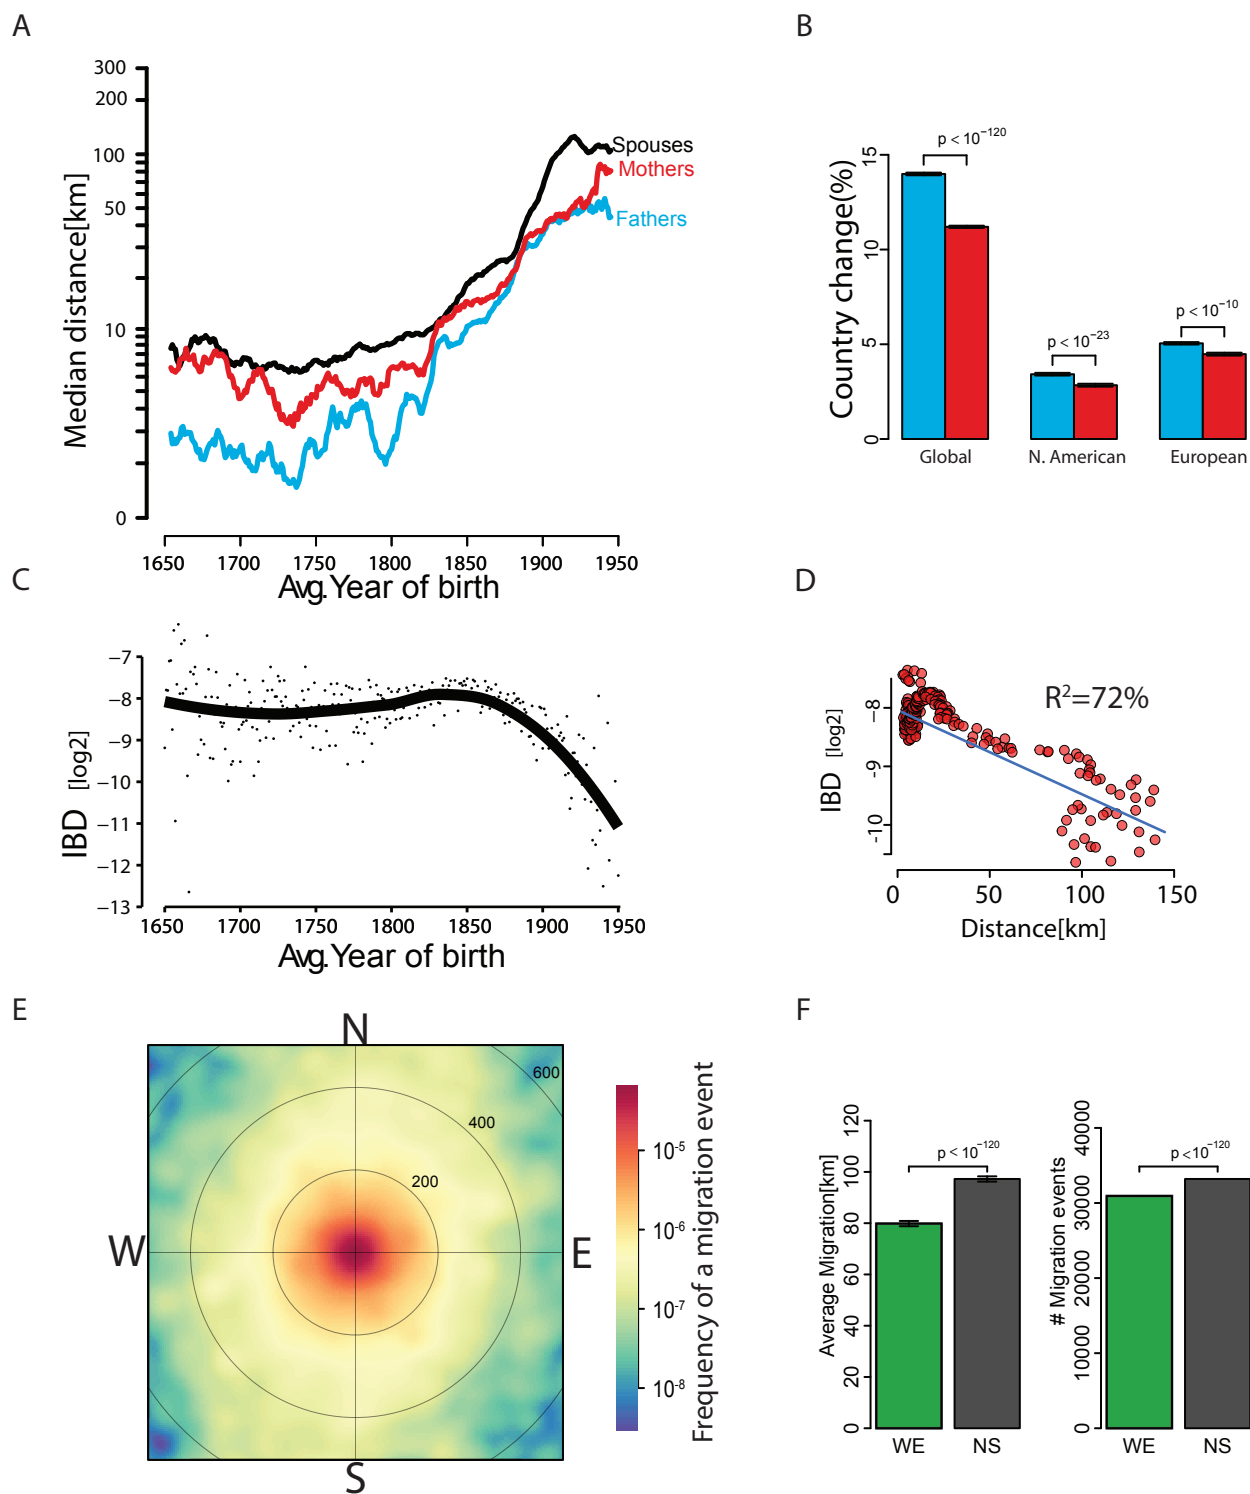 A
300
200
100
50
10
0
Median distance[km]
Spouses
Mothers
Fathers
1650 1700 1750 1800 1850 1900 1950
Avg.Year of birth
B
15
10
5
0
Country change(%)
p < 10⁻¹²⁰
p < 10⁻²³
p < 10⁻¹⁰
Global N. American European
C
−7
−8
−9
−10
−11
−12
−13
IBD [log2]
1650 1700 1750 1800 1850 1900 1950
Avg.Year of birth
D
-8
-9
-10
IBD [log2]
R²=72%
0 50 100 150
Distance[km]
E
N
W
E
S
600
400
200
10⁻⁵
10⁻⁶
10⁻⁷
10⁻⁸
Frequency of a migration event
F
120
100
80
60
40
20
0
Average Migration[km]
p < 10⁻¹²⁰
WE NS
40000
30000
20000
10000
0
# Migration events
p < 10⁻¹²⁰
WE NS